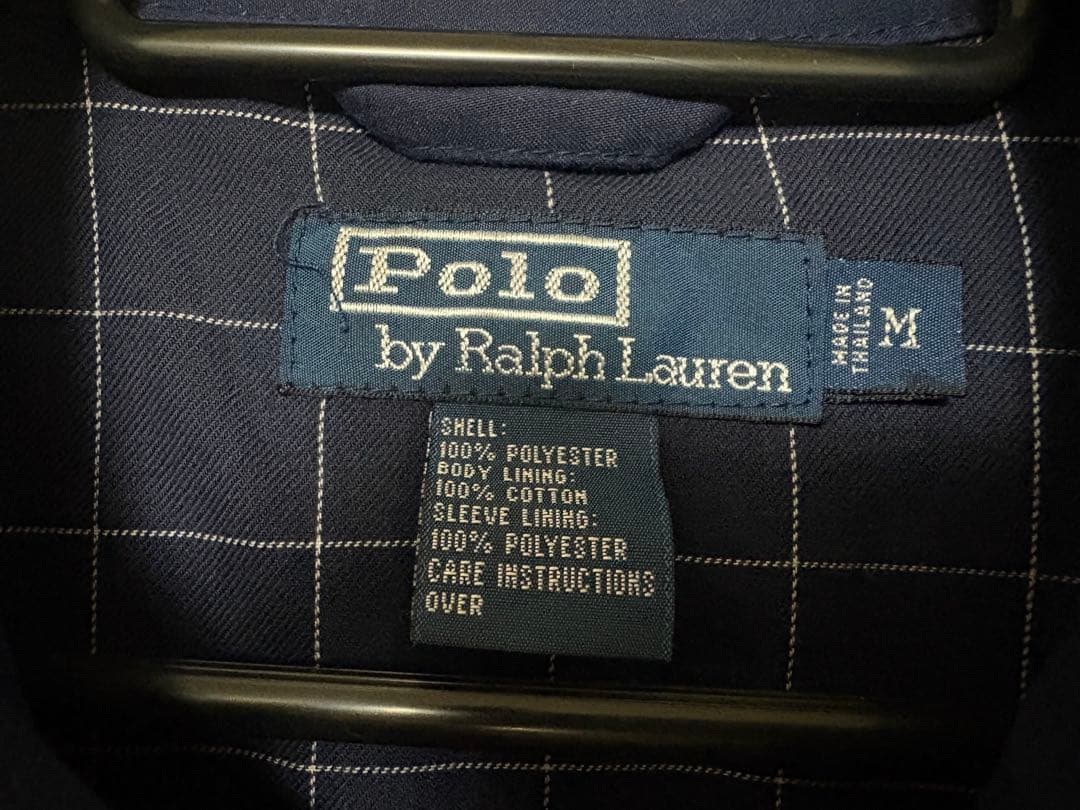 Polo
by Ralph Lauren
MADE IN
THAILAND
M
SHELL:
100% POLYESTER
BODY LINING:
100% COTTON
SLEEVE LINING:
100% POLYESTER
CARE INSTRUCTIONS
OVER